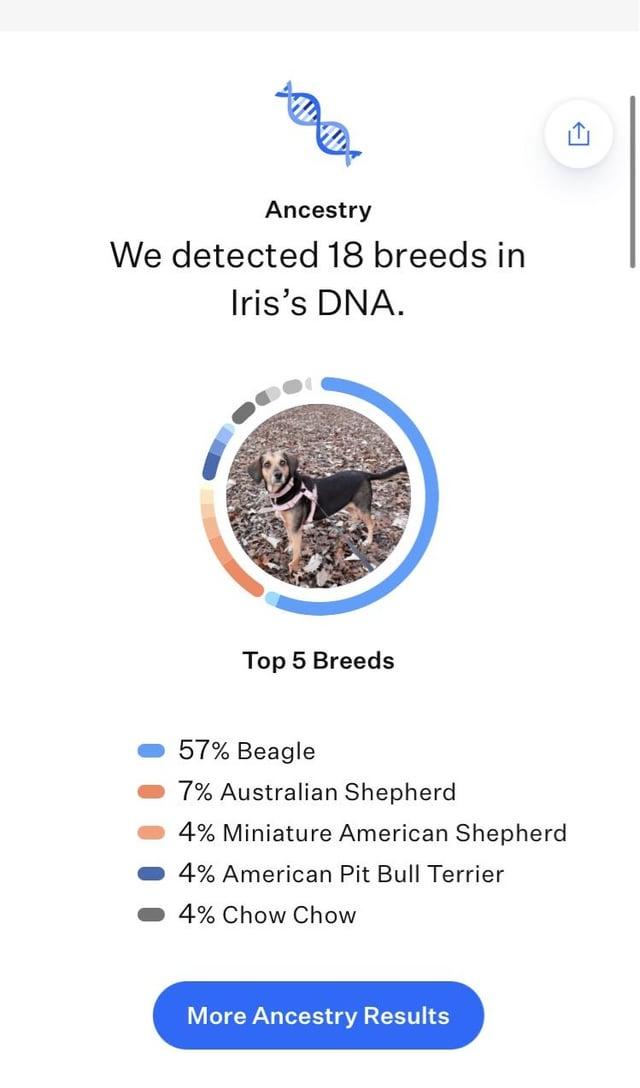 Ancestry
We detected 18 breeds in
Iris’s DNA.
Top 5 Breeds
57% Beagle
7% Australian Shepherd
4% Miniature American Shepherd
4% American Pit Bull Terrier
4% Chow Chow
More Ancestry Results